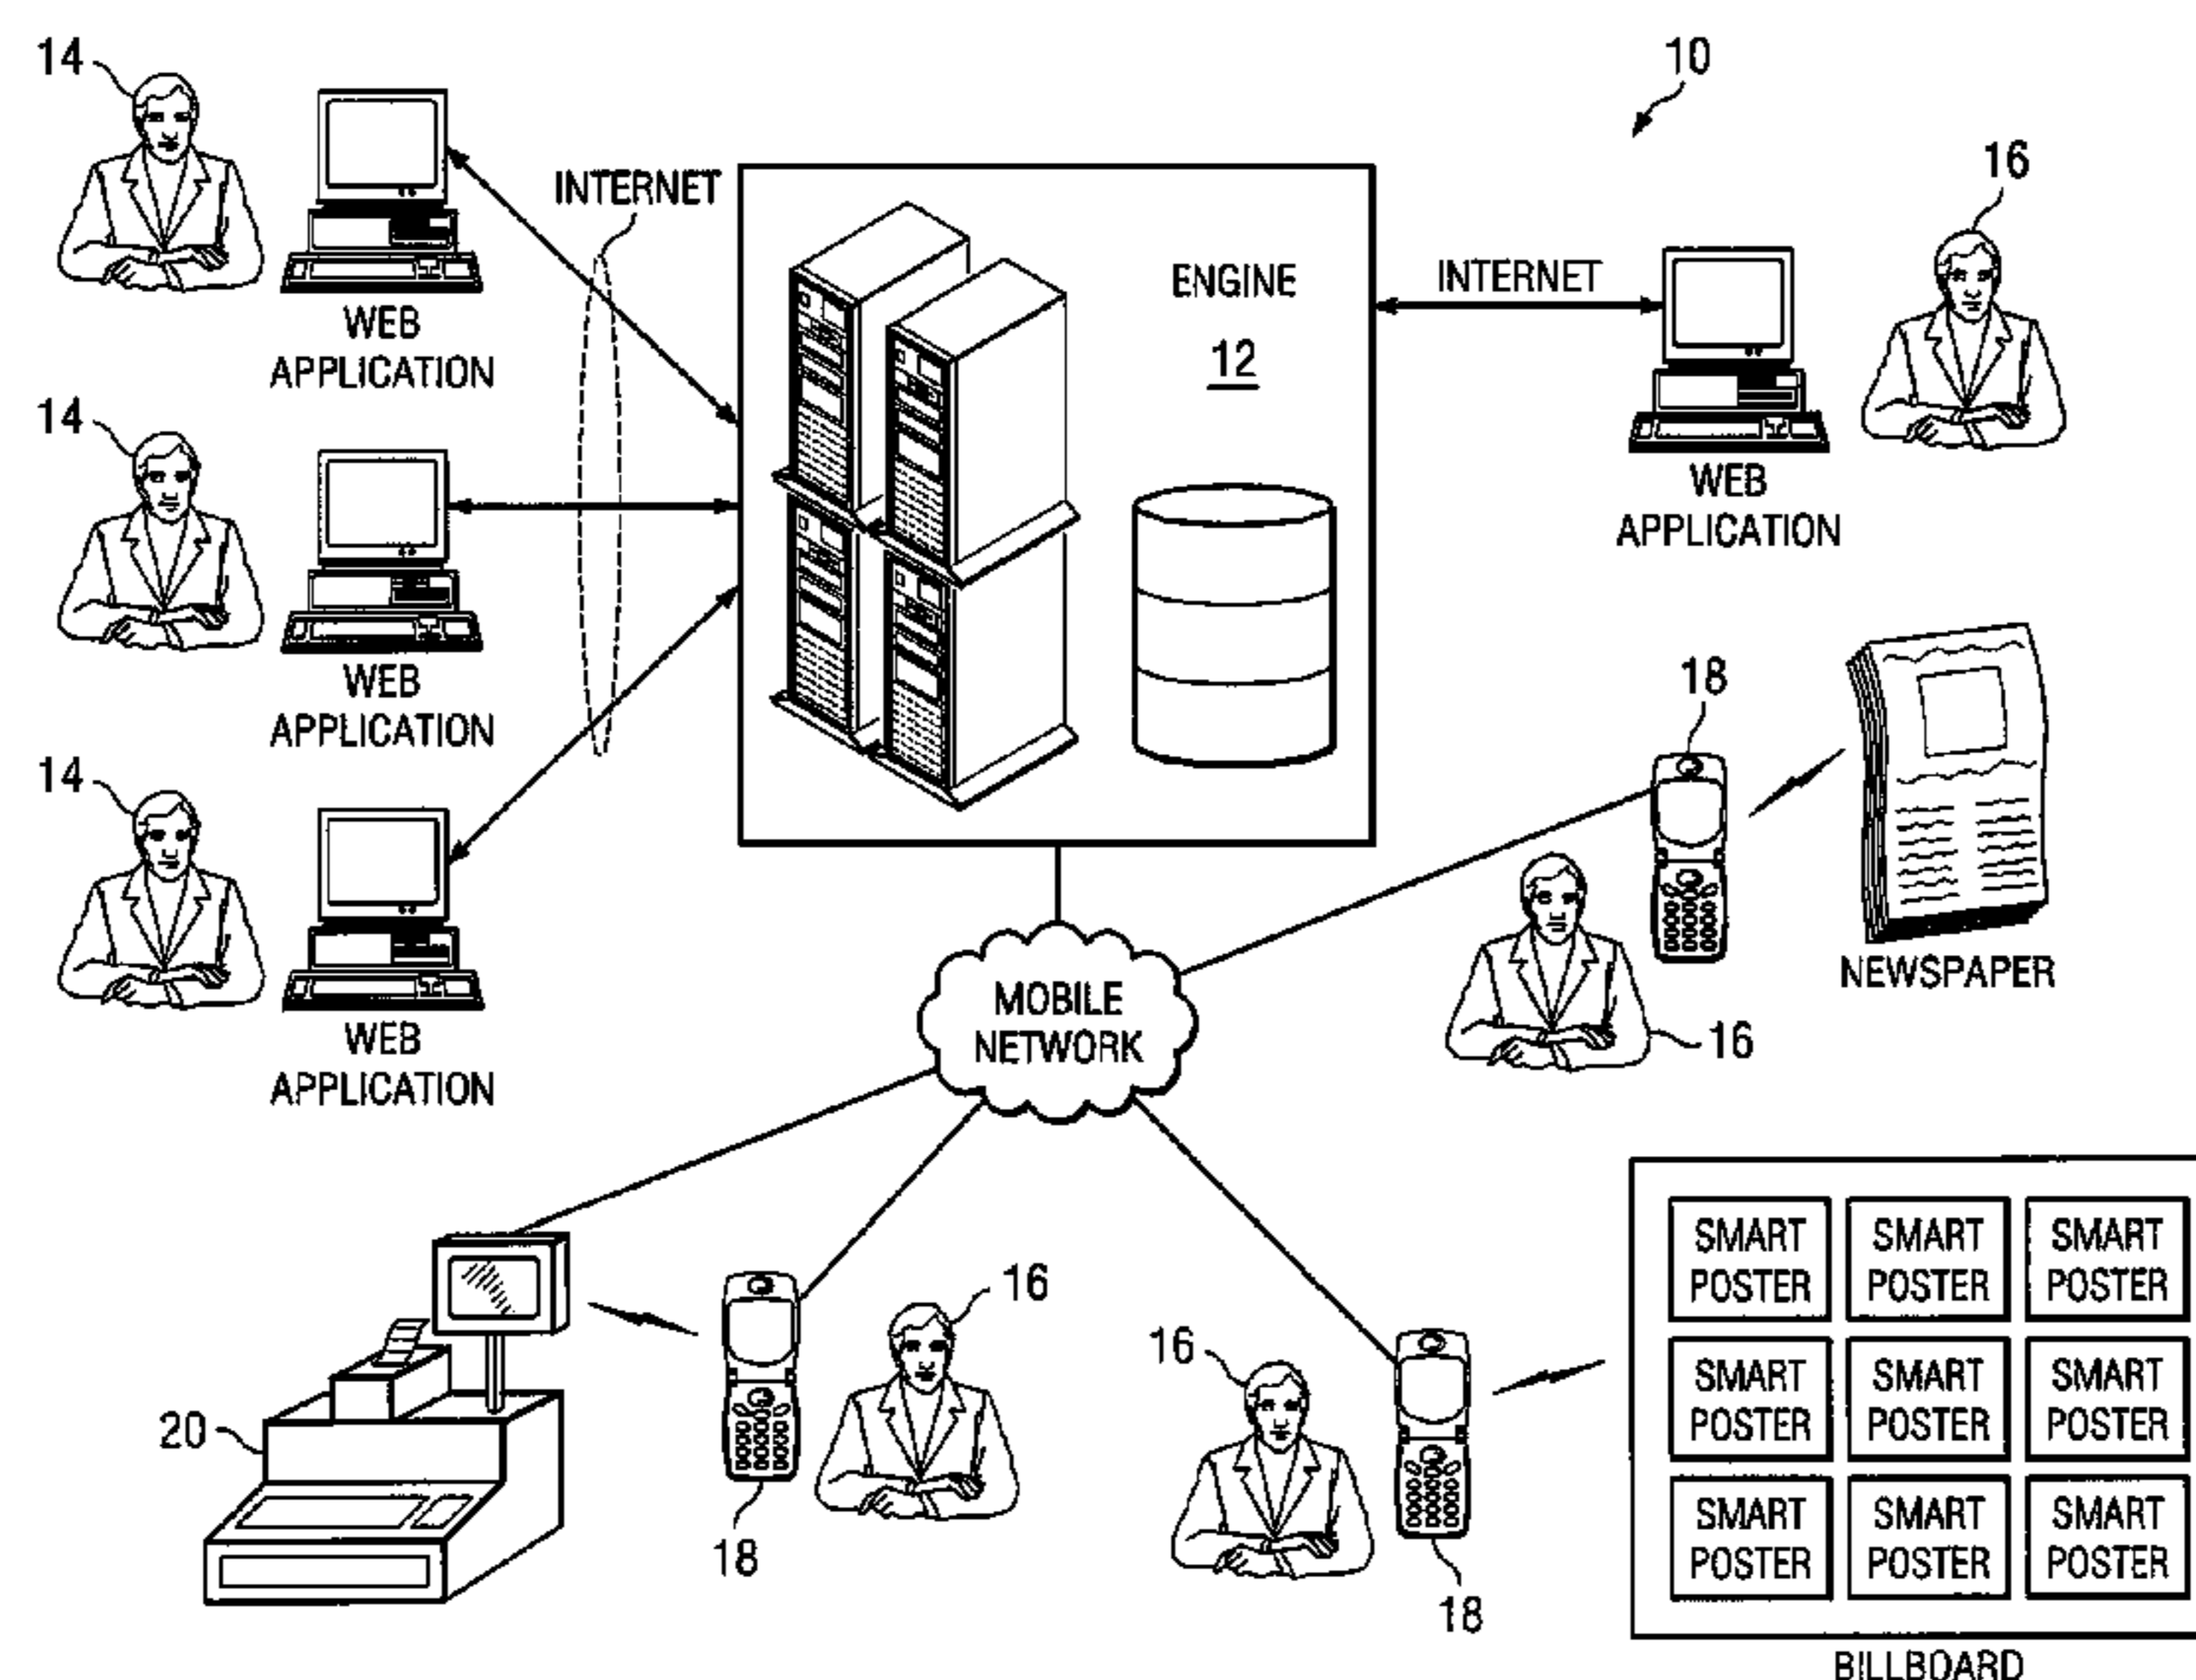 14
10
16
INTERNET
ENGINE
12
INTERNET
WEB
APPLICATION
14
WEB
APPLICATION
WEB
APPLICATION
18
14
NEWSPAPER
16
MOBILE
NETWORK
WEB
APPLICATION
SMART
POSTER
SMART
POSTER
SMART
POSTER
16
16
SMART
POSTER
SMART
POSTER
SMART
POSTER
20
SMART
POSTER
SMART
POSTER
SMART
POSTER
18
18
BILLBOARD